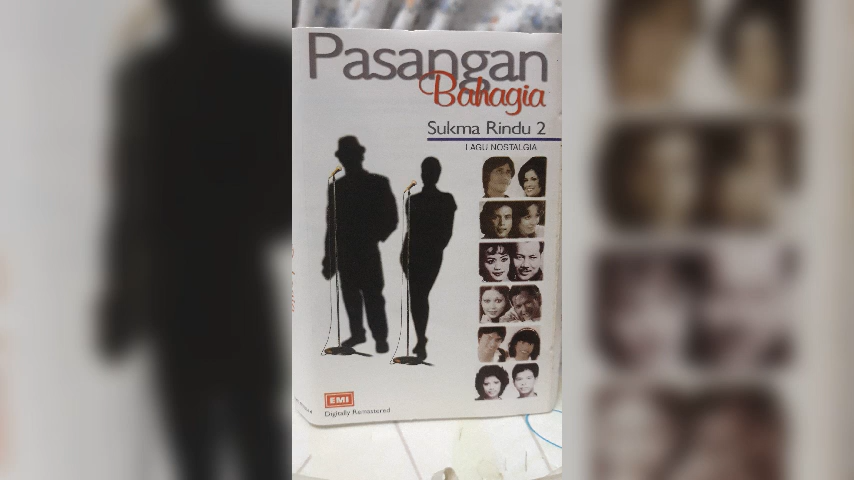 Pasangan
Bahagia
Sukma Rindu 2
LAGU NOSTALGIA
EMI
Digitally Remastered